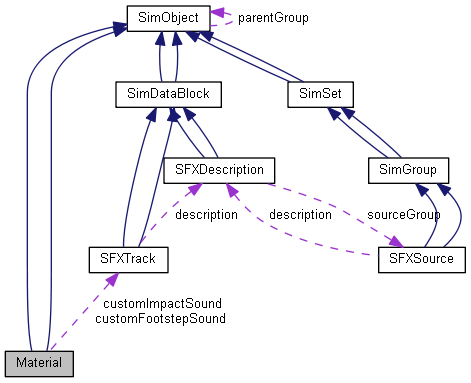 SimObject
parentGroup
SimDataBlock
SimSet
SFXDescription
SimGroup
description
description
sourceGroup
SFXTrack
SFXSource
customImpactSound
customFootstepSound
Material